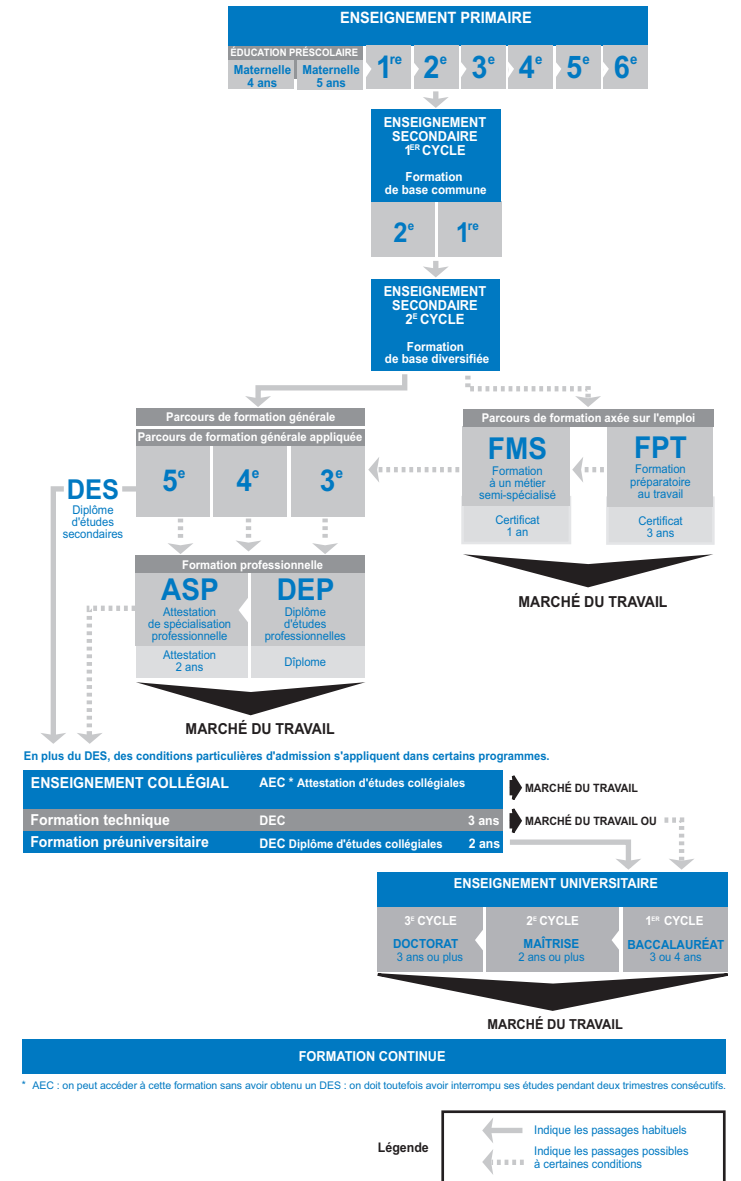 ENSEIGNEMENT PRIMAIRE
ÉDUCATION PRÉSCOLAIRE
Maternelle
4 ans
Maternelle
5 ans
1re 2e 3e 4e 5e 6e
ENSEIGNEMENT
SECONDAIRE
1ER CYCLE
Formation
de base commune
2e 1re
ENSEIGNEMENT
SECONDAIRE
2E CYCLE
Formation
de base diversifiée
Parcours de formation générale
Parcours de formation générale appliquée
5e 4e 3e
DES
Diplôme
d'études
secondaires
Parcours de formation axée sur l'emploi
FMS
Formation
à un métier
semi-spécialisé
Certificat
1 an
FPT
Formation
préparatoire
au travail
Certificat
3 ans
MARCHÉ DU TRAVAIL
Formation professionnelle
ASP
Attestation
de spécialisation
professionnelle
Attestation
2 ans
DEP
Diplôme
d'études
professionnelles
Dîplome
MARCHÉ DU TRAVAIL
En plus du DES, des conditions particulières d'admission s'appliquent dans certains programmes.
ENSEIGNEMENT COLLÉGIAL AEC * Attestation d'études collégiales
MARCHÉ DU TRAVAIL
Formation technique DEC 3 ans
MARCHÉ DU TRAVAIL OU
Formation préuniversitaire DEC Diplôme d'études collégiales 2 ans
ENSEIGNEMENT UNIVERSITAIRE
3E CYCLE
DOCTORAT
3 ans ou plus
2E CYCLE
MAÎTRISE
2 ans ou plus
1ER CYCLE
BACCALAURÉAT
3 ou 4 ans
MARCHÉ DU TRAVAIL
FORMATION CONTINUE
* AEC : on peut accéder à cette formation sans avoir obtenu un DES : on doit toutefois avoir interrompu ses études pendant deux trimestres consécutifs.
Légende
Indique les passages habituels
Indique les passages possibles
à certaines conditions